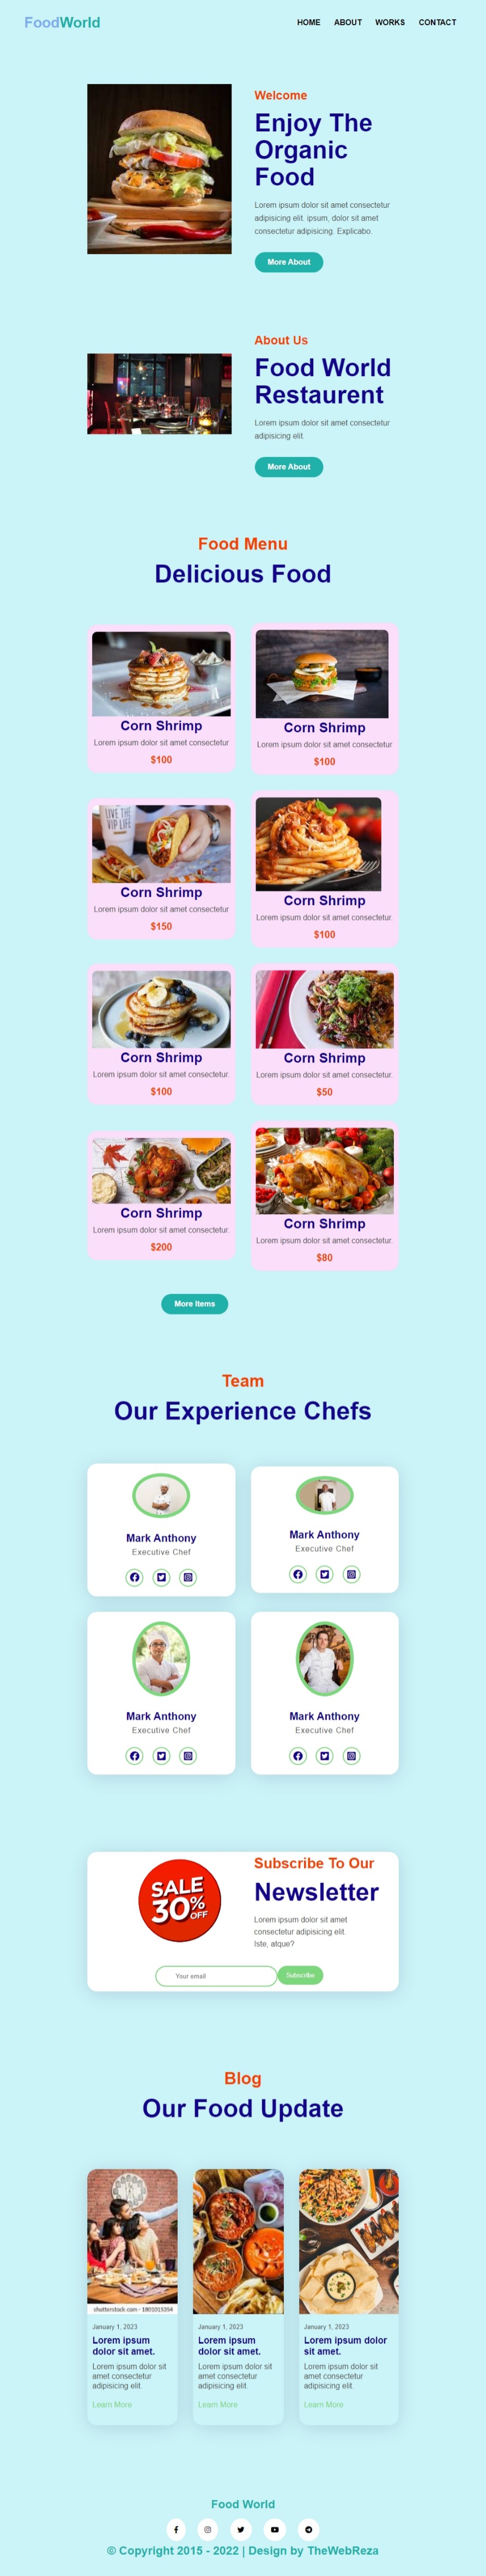 FoodWorld
HOME ABOUT WORKS CONTACT
Welcome
Enjoy The
Organic
Food
Lorem ipsum dolor sit amet consectetur
adipisicing elit. ipsum, dolor sit amet
consectetur adipisicing. Explicabo.
More About
About Us
Food World
Restaurent
Lorem ipsum dolor sit amet consectetur
adipisicing elit.
More About
Food Menu
Delicious Food
Corn Shrimp
Lorem ipsum dolor sit amet consectetur
$100
Corn Shrimp
Lorem ipsum dolor sit amet consectetur
$100
LIVE THE
VIP LIFE
Corn Shrimp
Lorem ipsum dolor sit amet consectetur
$150
Corn Shrimp
Lorem ipsum dolor sit amet consectetur.
$100
Corn Shrimp
Lorem ipsum dolor sit amet consectetur.
$100
Corn Shrimp
Lorem ipsum dolor sit amet consectetur.
$50
Corn Shrimp
Lorem ipsum dolor sit amet consectetur.
$200
Corn Shrimp
Lorem ipsum dolor sit amet consectetur.
$80
More Items
Team
Our Experience Chefs
Mark Anthony
Executive Chef
Mark Anthony
Executive Chef
Mark Anthony
Executive Chef
Mark Anthony
Executive Chef
SALE
30%
OFF
Subscribe To Our
Newsletter
Lorem ipsum dolor sit amet
consectetur adipisicing elit.
Iste, atque?
Your email
Subscribe
Blog
Our Food Update
shutterstock.com · 1801015354
January 1, 2023
Lorem ipsum
dolor sit amet.
Lorem ipsum dolor sit
amet consectetur
adipisicing elit.
Learn More
January 1, 2023
Lorem ipsum
dolor sit amet.
Lorem ipsum dolor sit
amet consectetur
adipisicing elit.
Learn More
January 1, 2023
Lorem ipsum dolor
sit amet.
Lorem ipsum dolor sit
amet consectetur
adipisicing elit.
Learn More
Food World
© Copyright 2015 - 2022 | Design by TheWebReza